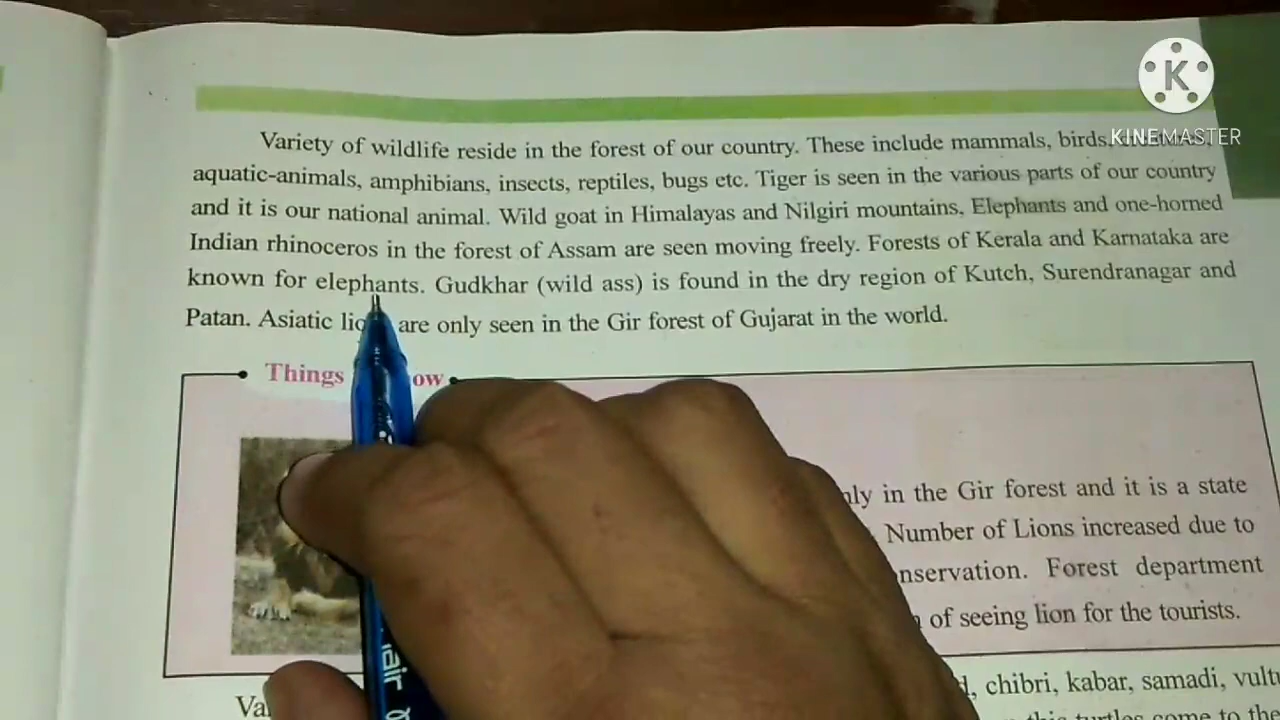 K
KINEMASTER
Variety of wildlife reside in the forest of our country. These include mammals, birds,
aquatic-animals, amphibians, insects, reptiles, bugs etc. Tiger is seen in the various parts of our country
and it is our national animal. Wild goat in Himalayas and Nilgiri mountains, Elephants and one-horned
Indian rhinoceros in the forest of Assam are seen moving freely. Forests of Kerala and Karnataka are
known for elephants. Gudkhar (wild ass) is found in the dry region of Kutch, Surendranagar and
Patan. Asiatic are only seen in the Gir forest of Gujarat in the world.
Things
in the Gir forest and it is a state
Number of Lions increased due to
Forest department
of seeing lion for the tourists.
chibri, kabar, samadi,
this turtles come to the